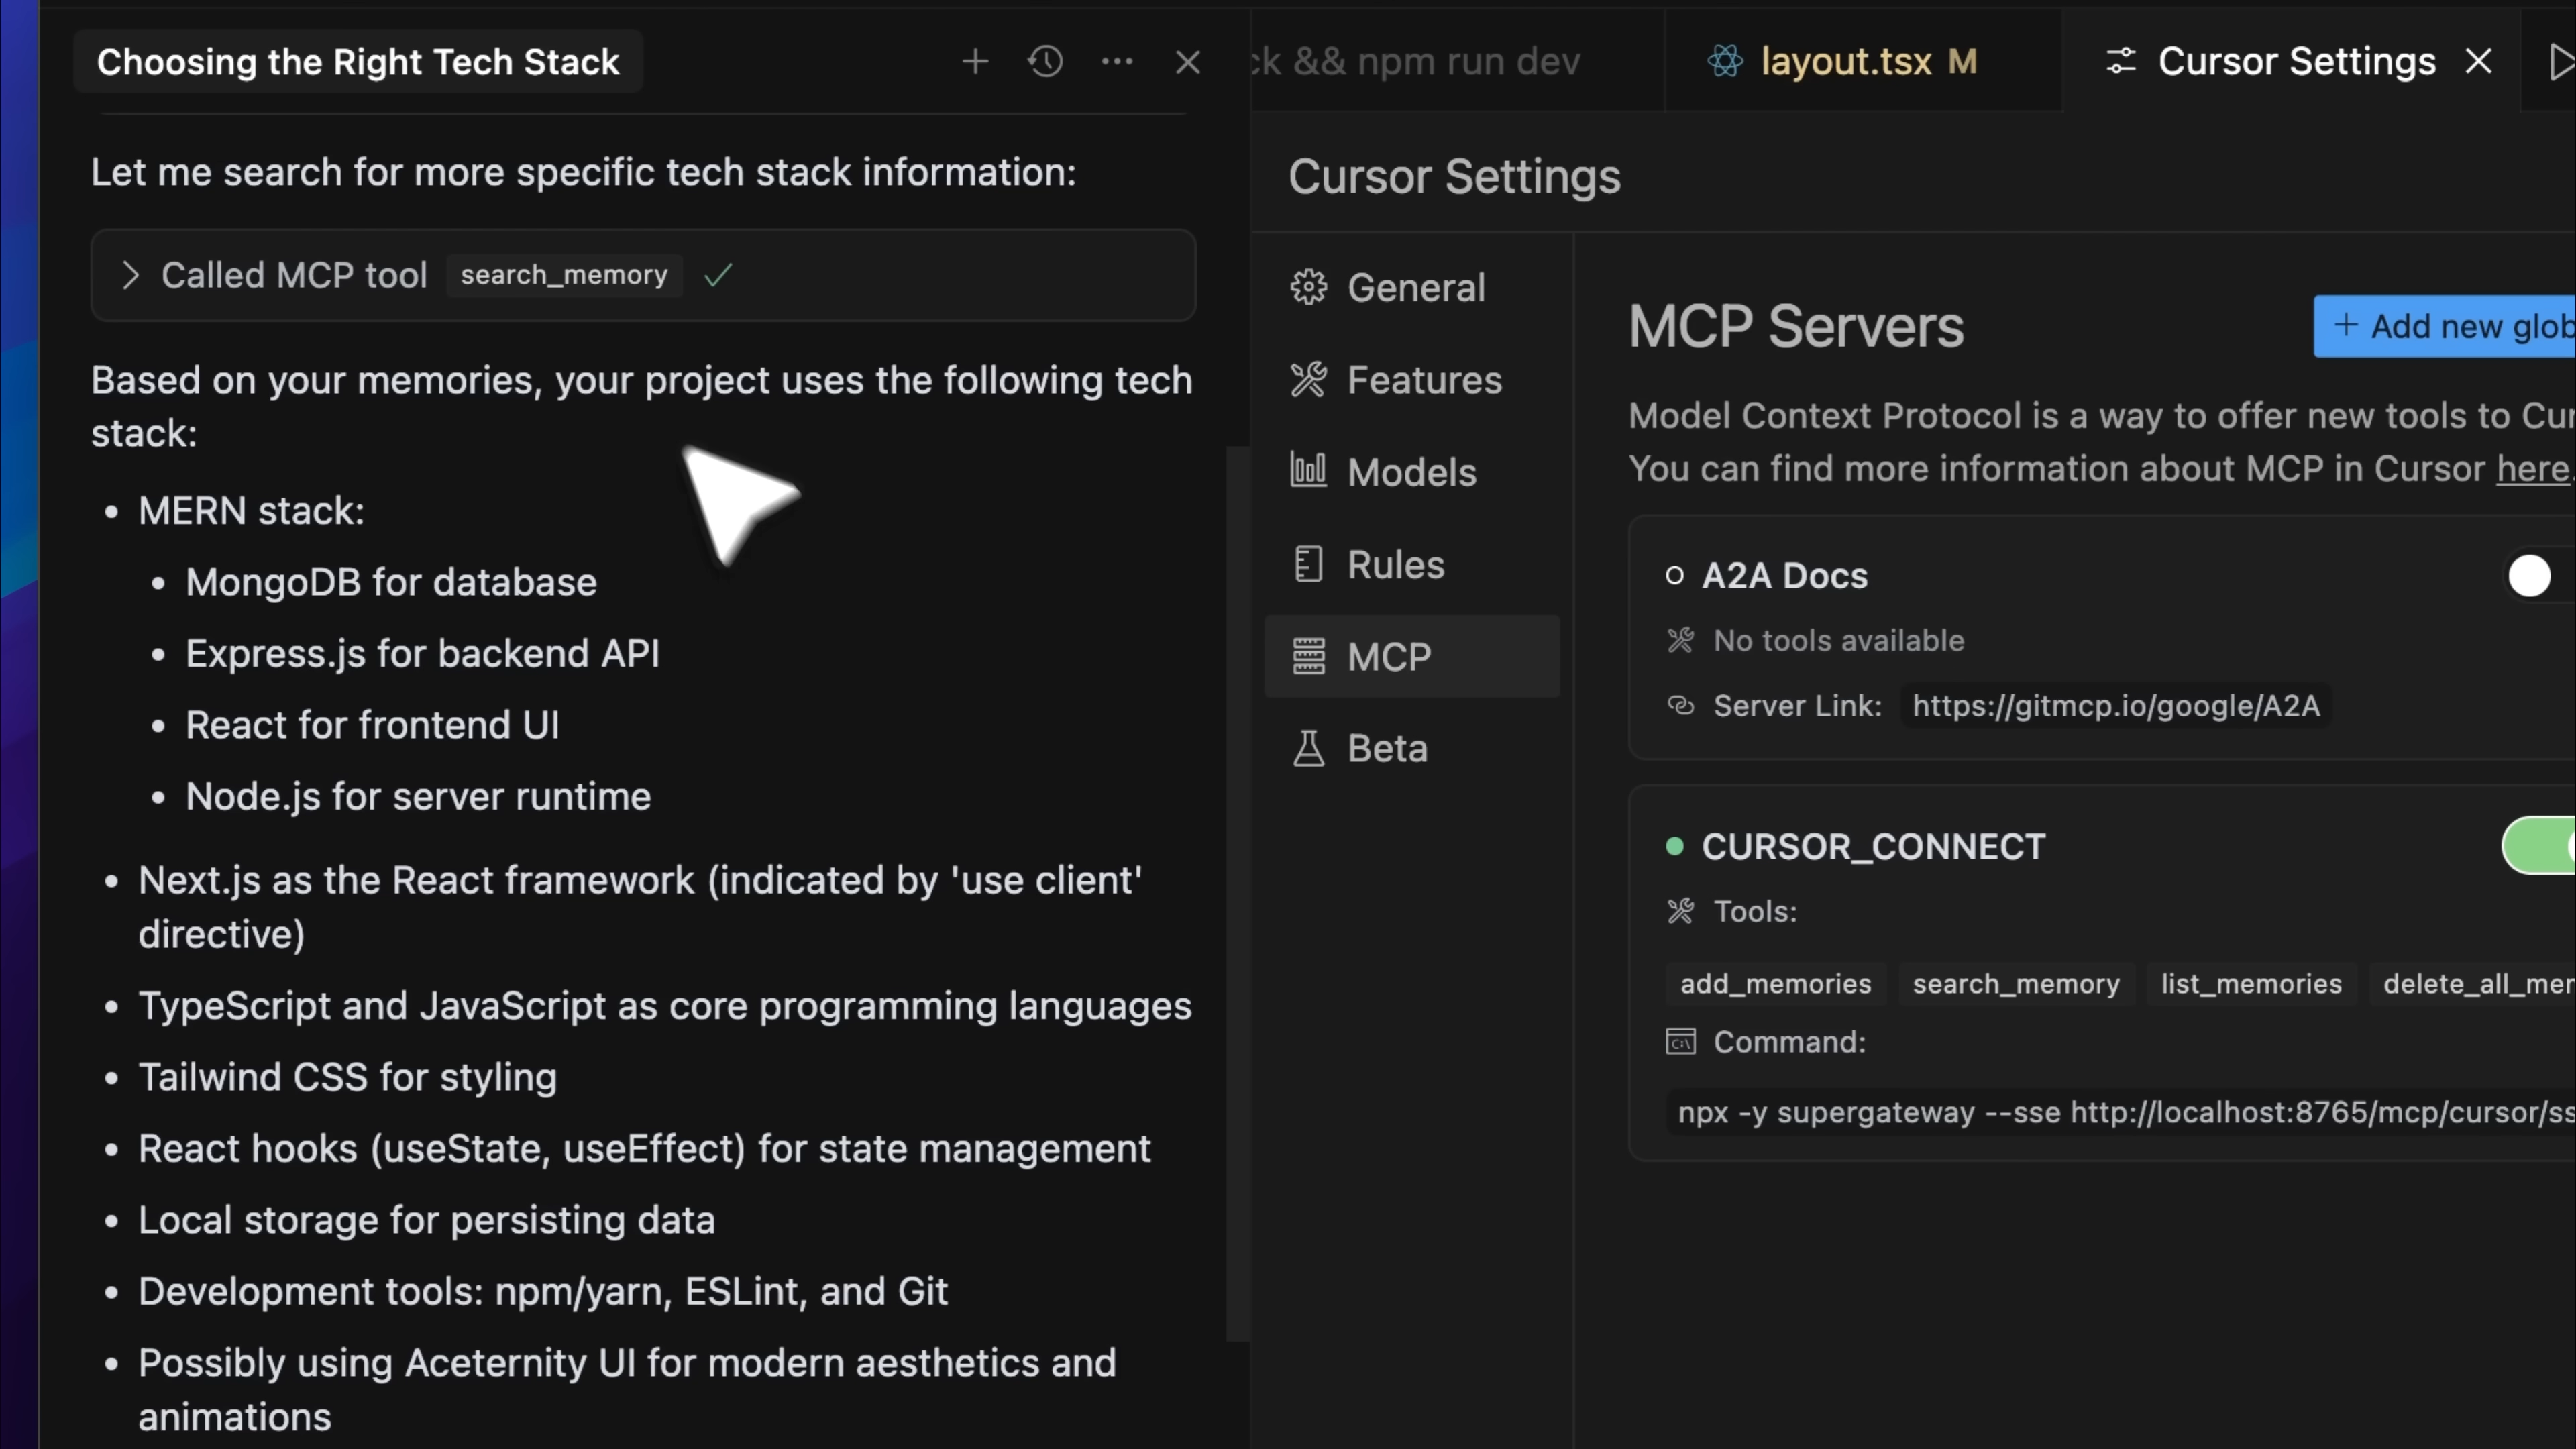 Choosing the Right Tech Stack
ck && npm run dev
layout.tsx M
Cursor Settings
Let me search for more specific tech stack information:
Called MCP tool search_memory
Based on your memories, your project uses the following tech
stack:
• MERN stack:
• MongoDB for database
• Express.js for backend API
• React for frontend UI
• Node.js for server runtime
• Next.js as the React framework (indicated by 'use client'
directive)
• TypeScript and JavaScript as core programming languages
• Tailwind CSS for styling
• React hooks (useState, useEffect) for state management
• Local storage for persisting data
• Development tools: npm/yarn, ESLint, and Git
• Possibly using Aceternity UI for modern aesthetics and
animations
Cursor Settings
General
Features
Models
Rules
MCP
Beta
MCP Servers
+ Add new glob
Model Context Protocol is a way to offer new tools to Cur
You can find more information about MCP in Cursor here.
A2A Docs
No tools available
Server Link: https://gitmcp.io/google/A2A
CURSOR_CONNECT
Tools:
add_memories search_memory list_memories delete_all_mem
Command:
npx -y supergateway --sse http://localhost:8765/mcp/cursor/ss